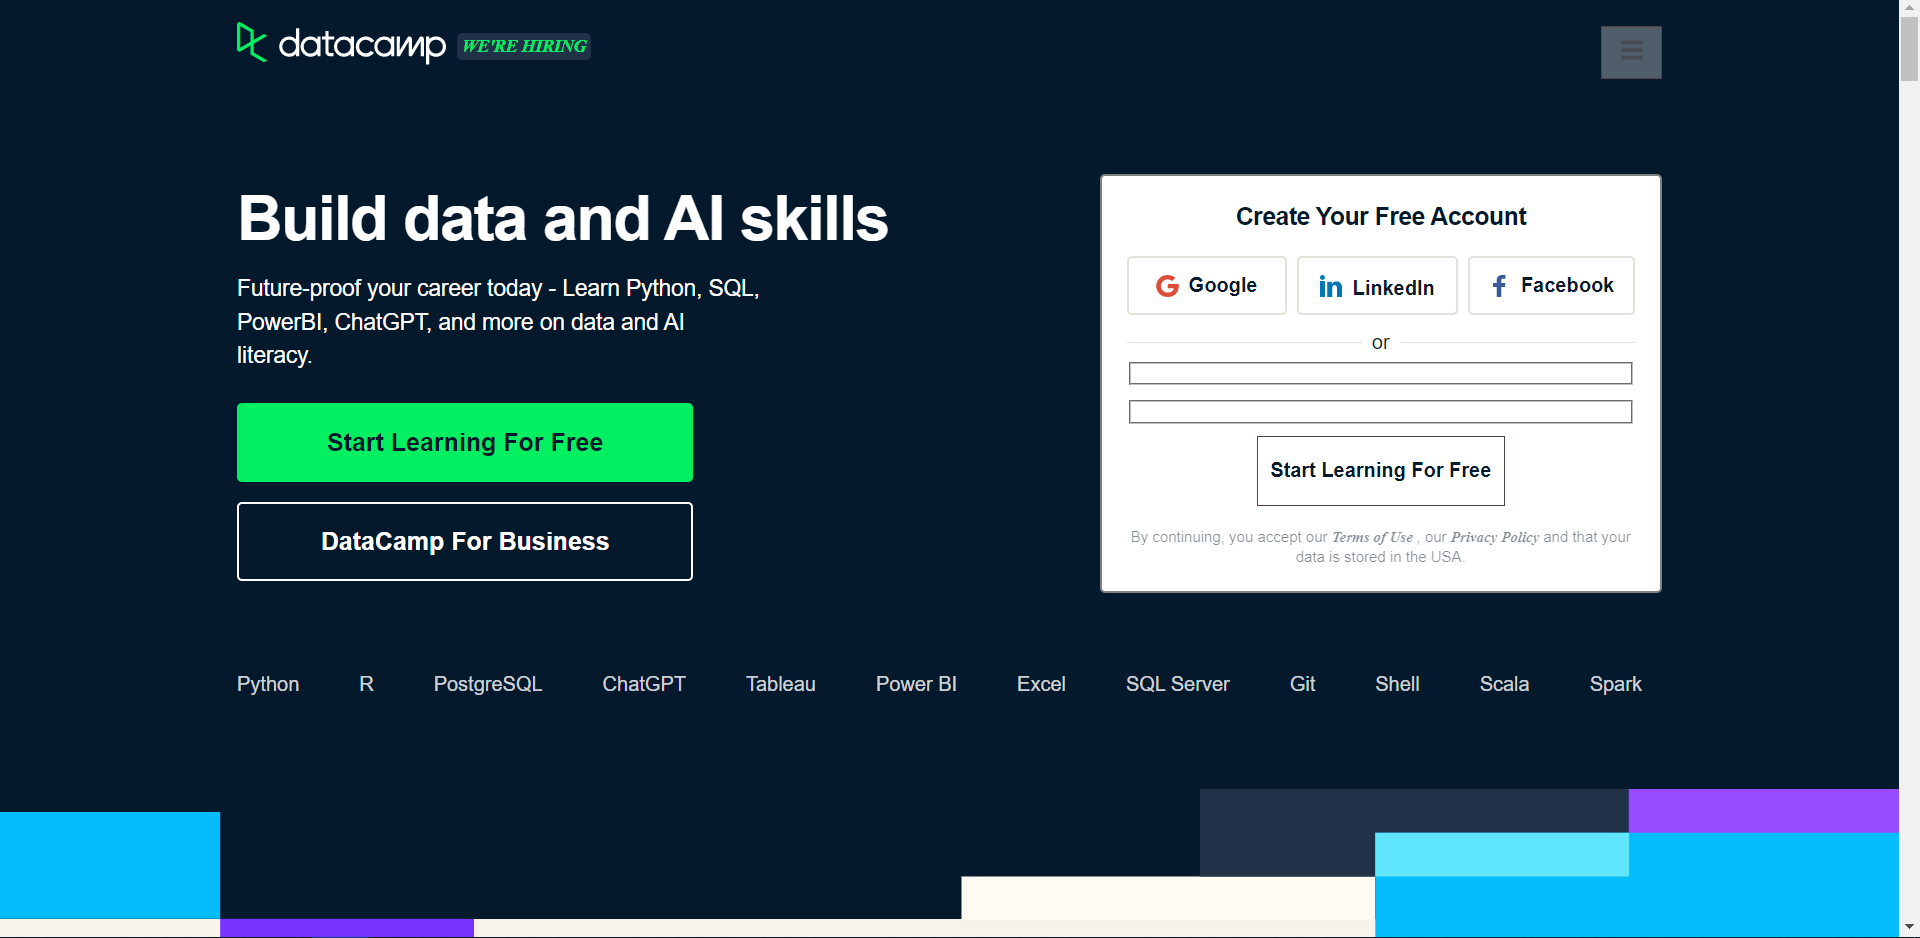 datacamp WE'RE HIRING
Build data and AI skills
Future-proof your career today - Learn Python, SQL,
PowerBI, ChatGPT, and more on data and AI
literacy.
Start Learning For Free
DataCamp For Business
Create Your Free Account
Google LinkedIn Facebook
or
Start Learning For Free
By continuing, you accept our Terms of Use , our Privacy Policy and that your
data is stored in the USA.
Python R PostgreSQL ChatGPT Tableau Power BI Excel SQL Server Git Shell Scala Spark